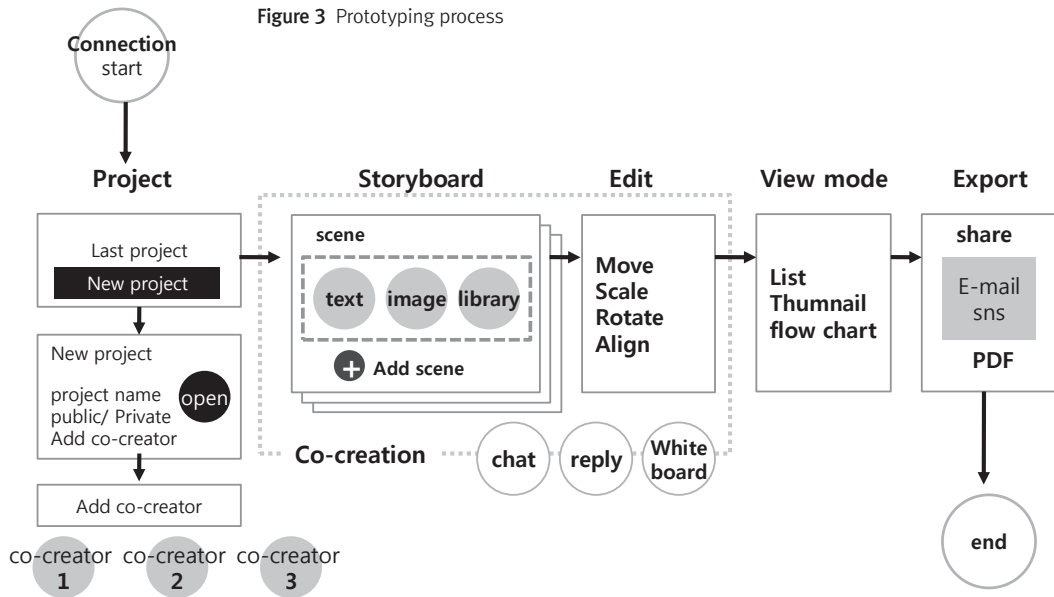 Figure 3 Prototyping process
Connection
start
Project
Last project
New project
New project
project name
public/ Private
Add co-creator
open
Add co-creator
co-creator
1
co-creator
2
co-creator
3
Storyboard
scene
text
image
library
+
Add scene
Edit
Move
Scale
Rotate
Align
Co-creation
chat
reply
White
board
View mode
List
Thumnail
flow chart
Export
share
E-mail
sns
PDF
end